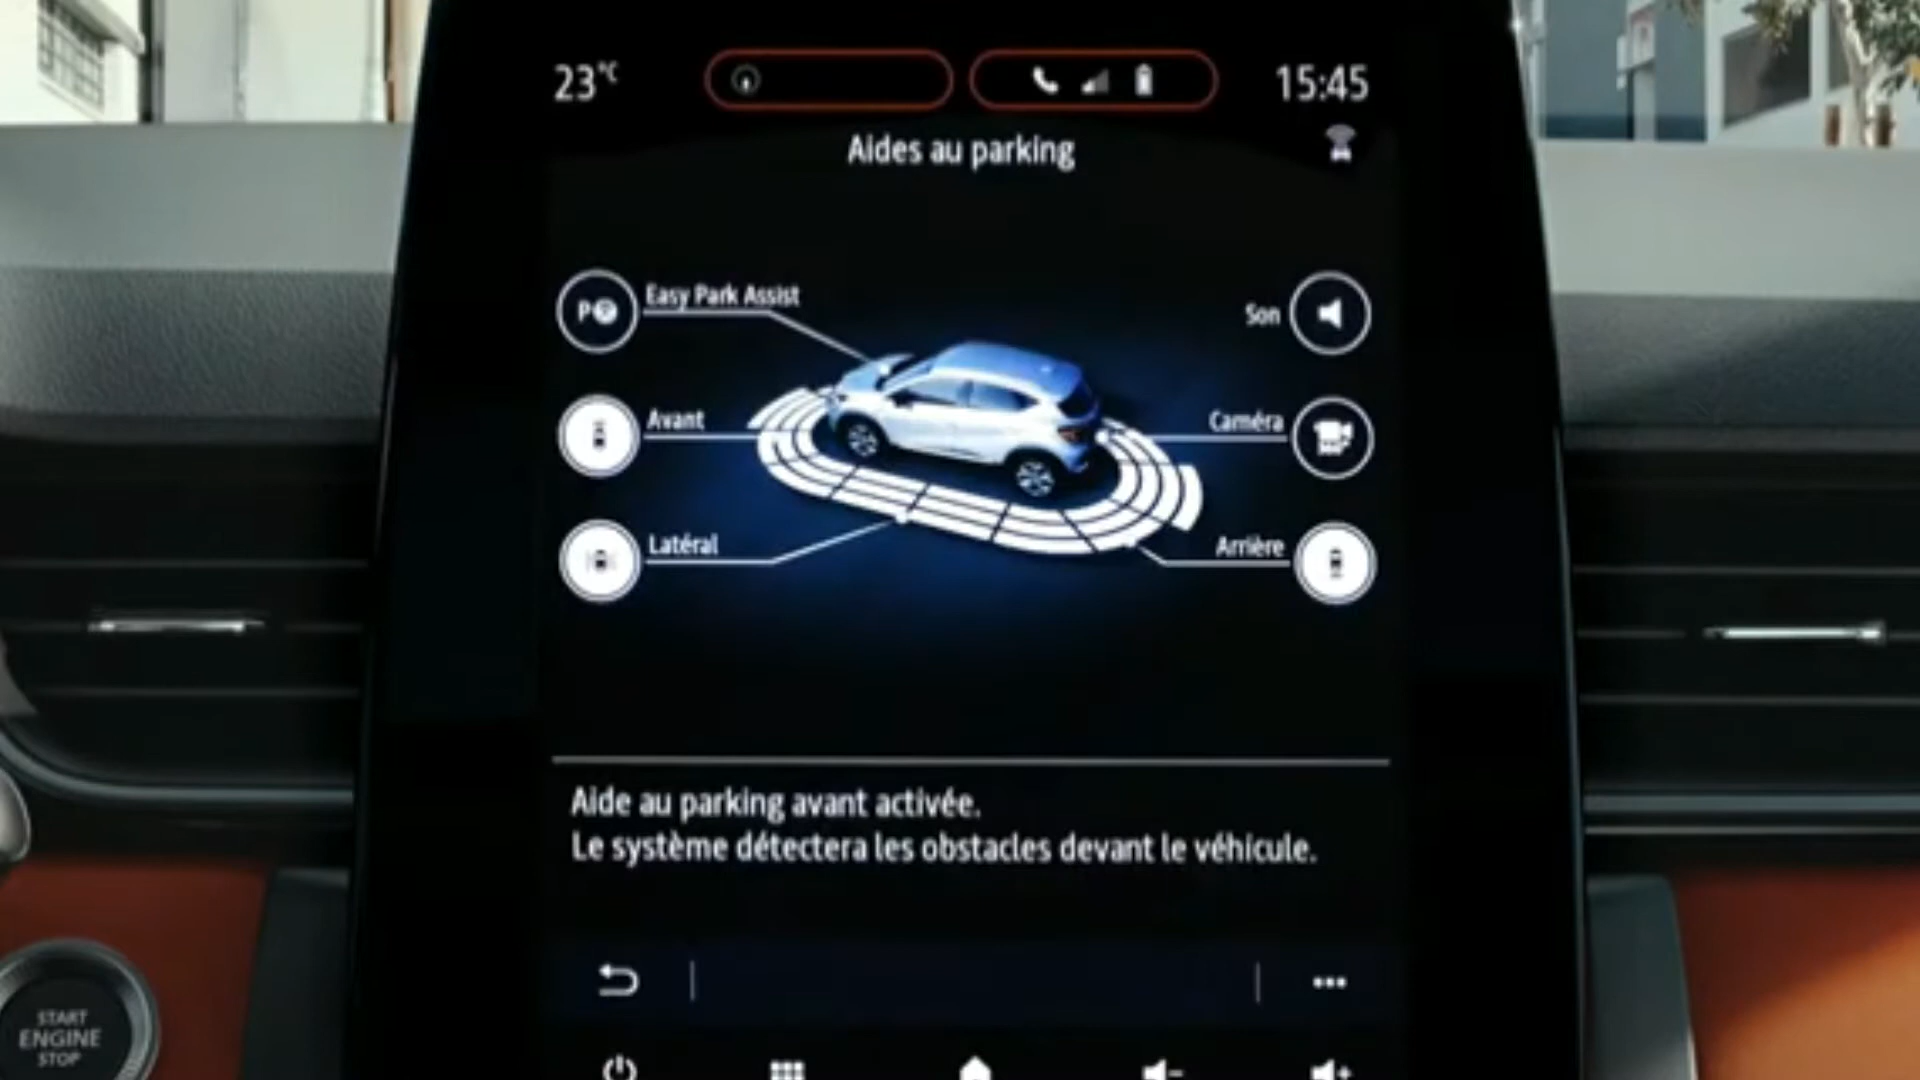 23°C
15:45
Aides au parking
Easy Park Assist
Son
Avant
Caméra
Latéral
Arrière
Aide au parking avant activée.
Le système détectera les obstacles devant le véhicule.
START
ENGINE
STOP